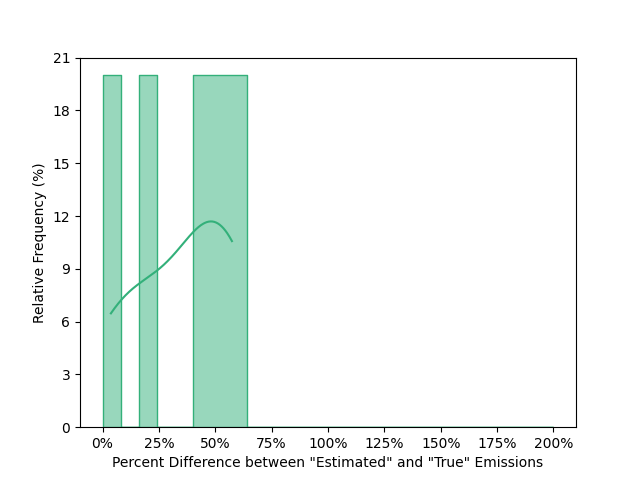 21
18
15
12
9
6
3
0
Relative Frequency (%)
0% 25% 50% 75% 100% 125% 150% 175% 200%
Percent Difference between "Estimated" and "True" Emissions